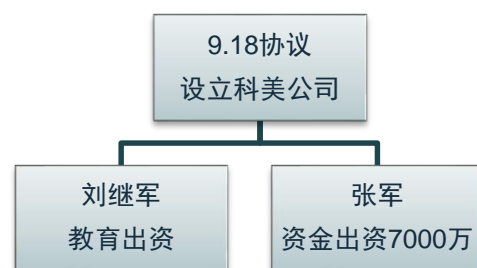 9.18协议
设立科美公司
刘继军
教育出资
张军
资金出资7000万